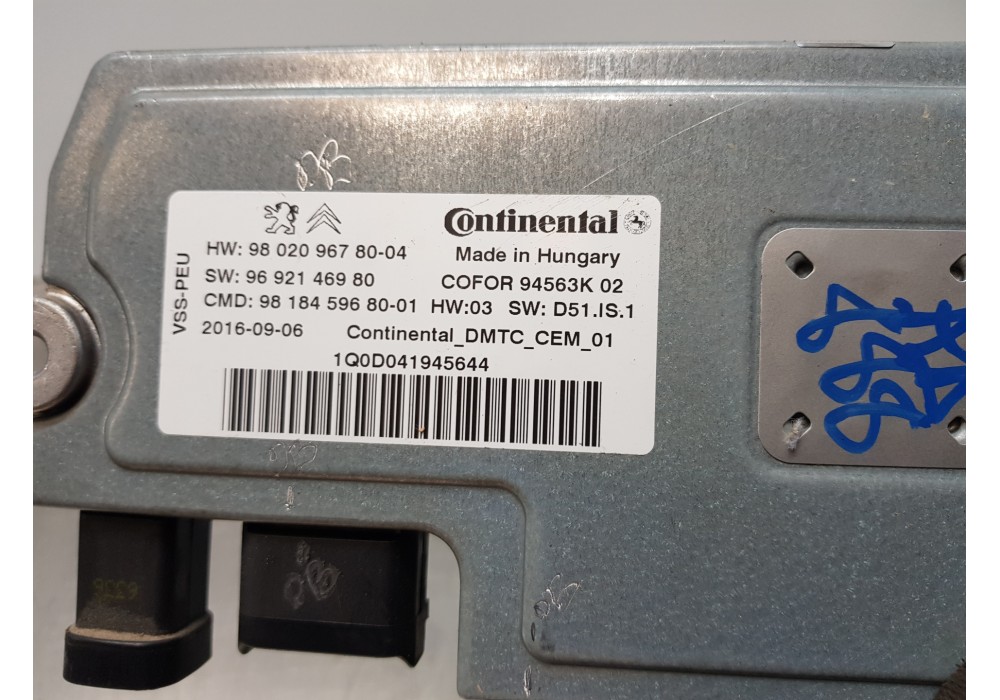 VSS-PEU
HW: 98 020 967 80-04
SW: 96 921 469 80
CMD: 98 184 596 80-01
2016-09-06
Continental
Made in Hungary
COFOR 94563K 02
HW:03 SW: D51.IS.1
Continental_DMTC_CEM_01
1Q0D041945644